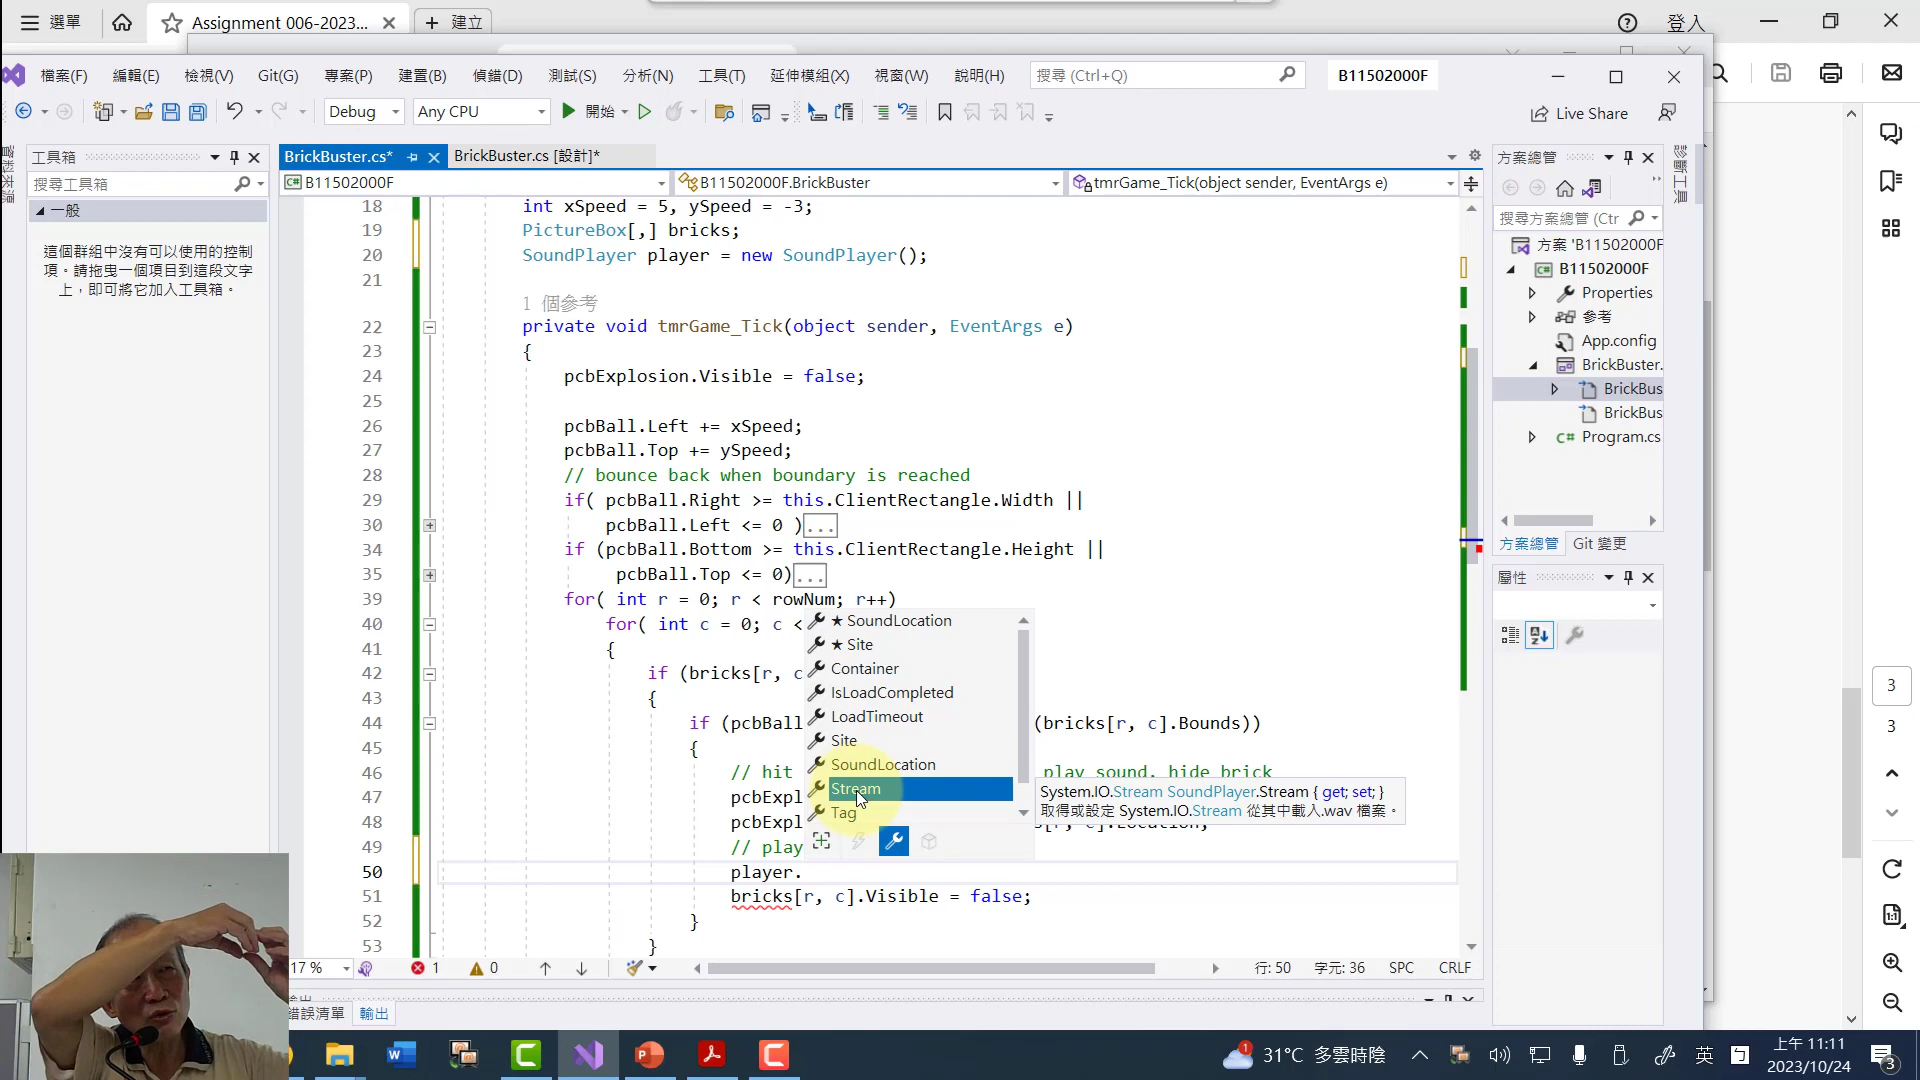 選單
Assignment 006-2023...
建立
登入
檔案(F) 編輯(E) 檢視(V) Git(G) 專案(P) 建置(B) 偵錯(D) 測試(S) 分析(N) 工具(T) 延伸模組(X) 視窗(W) 說明(H)
搜尋 (Ctrl+Q)
B11502000F
Debug
Any CPU
開始
Live Share
工具箱
搜尋工具箱
一般
這個群組中沒有可以使用的控制
項。請拖曳一個項目到這段文字
上，即可將它加入工具箱。
BrickBuster.cs*
BrickBuster.cs [設計]*
B11502000F
B11502000F.BrickBuster
tmrGame_Tick(object sender, EventArgs e)
18 int xSpeed = 5, ySpeed = -3;
19 PictureBox[,] bricks;
20 SoundPlayer player = new SoundPlayer();
21
1 個參考
22 private void tmrGame_Tick(object sender, EventArgs e)
23 {
24 pcbExplosion.Visible = false;
25
26 pcbBall.Left += xSpeed;
27 pcbBall.Top += ySpeed;
28 // bounce back when boundary is reached
29 if( pcbBall.Right >= this.ClientRectangle.Width ||
30 pcbBall.Left <= 0 )...
34 if (pcbBall.Bottom >= this.ClientRectangle.Height ||
35 pcbBall.Top <= 0)...
39 for( int r = 0; r < rowNum; r++)
40 for( int c = 0; c <
41 {
42 if (bricks[r, c
43 {
44 if (pcbBall (bricks[r, c].Bounds))
45 {
46 // hit play sound, hide brick
47 pcbExpl
48 pcbExpl
49 // play
50 player.
51 bricks[r, c].Visible = false;
52 }
53 }
★ SoundLocation
★ Site
Container
IsLoadCompleted
LoadTimeout
Site
SoundLocation
Stream
Tag
System.IO.Stream SoundPlayer.Stream { get; set; }
取得或設定 System.IO.Stream 從其中載入.wav 檔案。
17 %
1
0
行: 50
字元: 36
SPC
CRLF
錯誤清單
輸出
方案總管
搜尋方案總管 (Ctr
方案 'B11502000F
B11502000F
Properties
參考
App.config
BrickBuster.
BrickBus
BrickBus
Program.cs
方案總管
Git 變更
屬性
診斷工具
3
3
31°C 多雲時陰
英
上午 11:11
2023/10/24
3